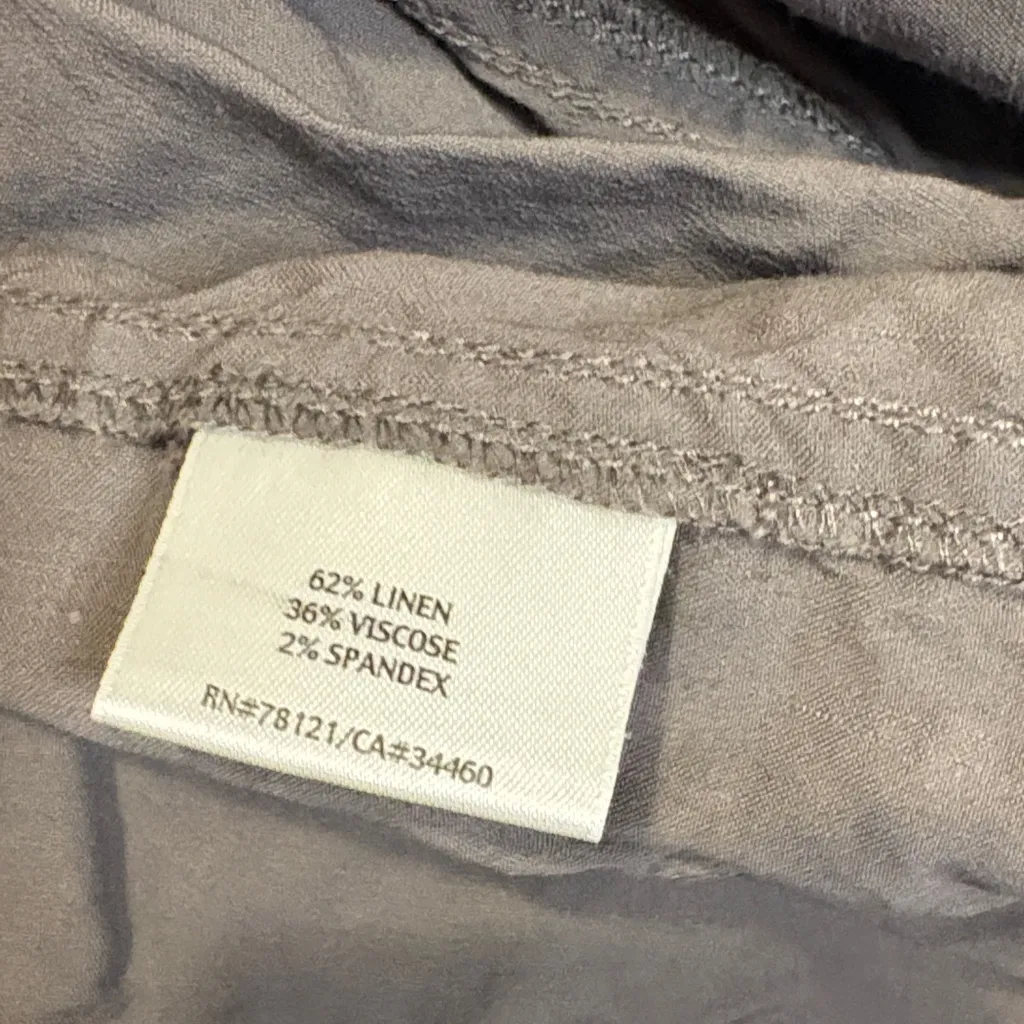 62% LINEN
36% VISCOSE
2% SPANDEX
RN#78121/CA#34460